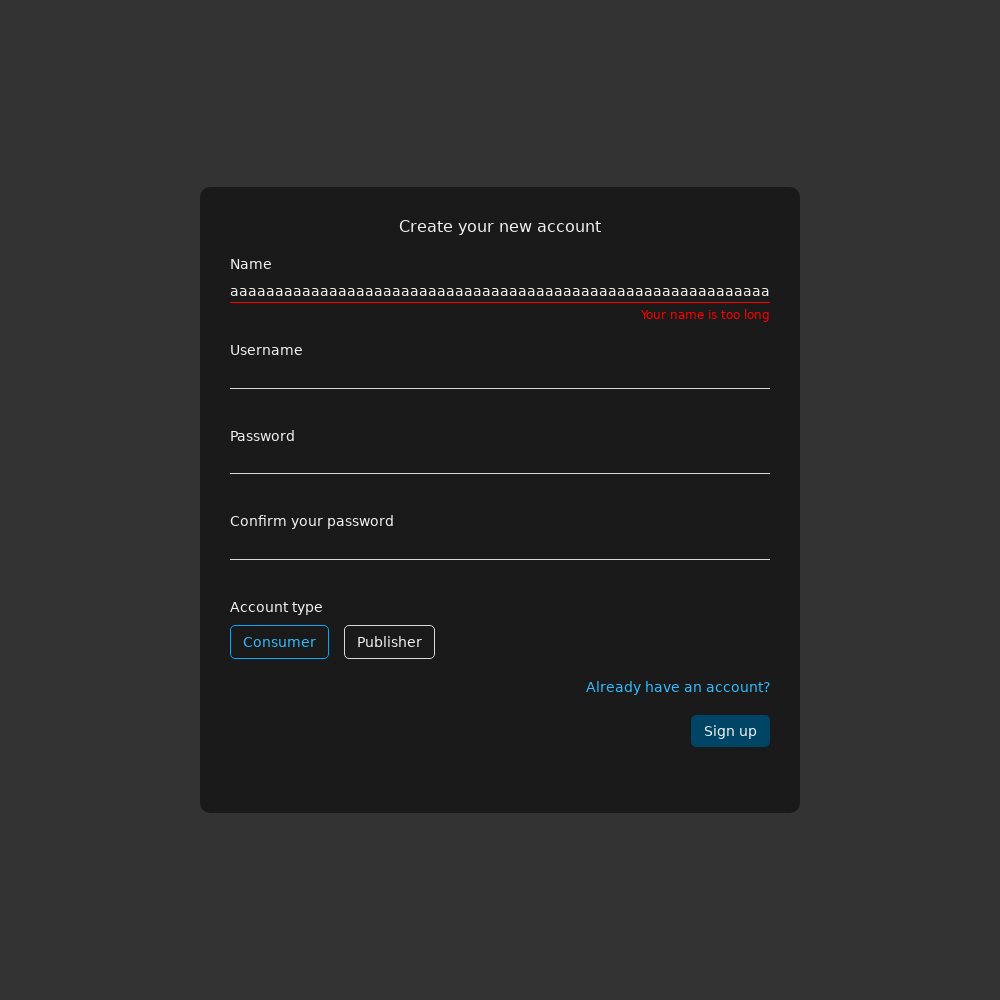 Create your new account
Name
aaaaaaaaaaaaaaaaaaaaaaaaaaaaaaaaaaaaaaaaaaaaaaaaaaaaaaaaaaaa
Your name is too long
Username
Password
Confirm your password
Account type
Consumer Publisher
Already have an account?
Sign up